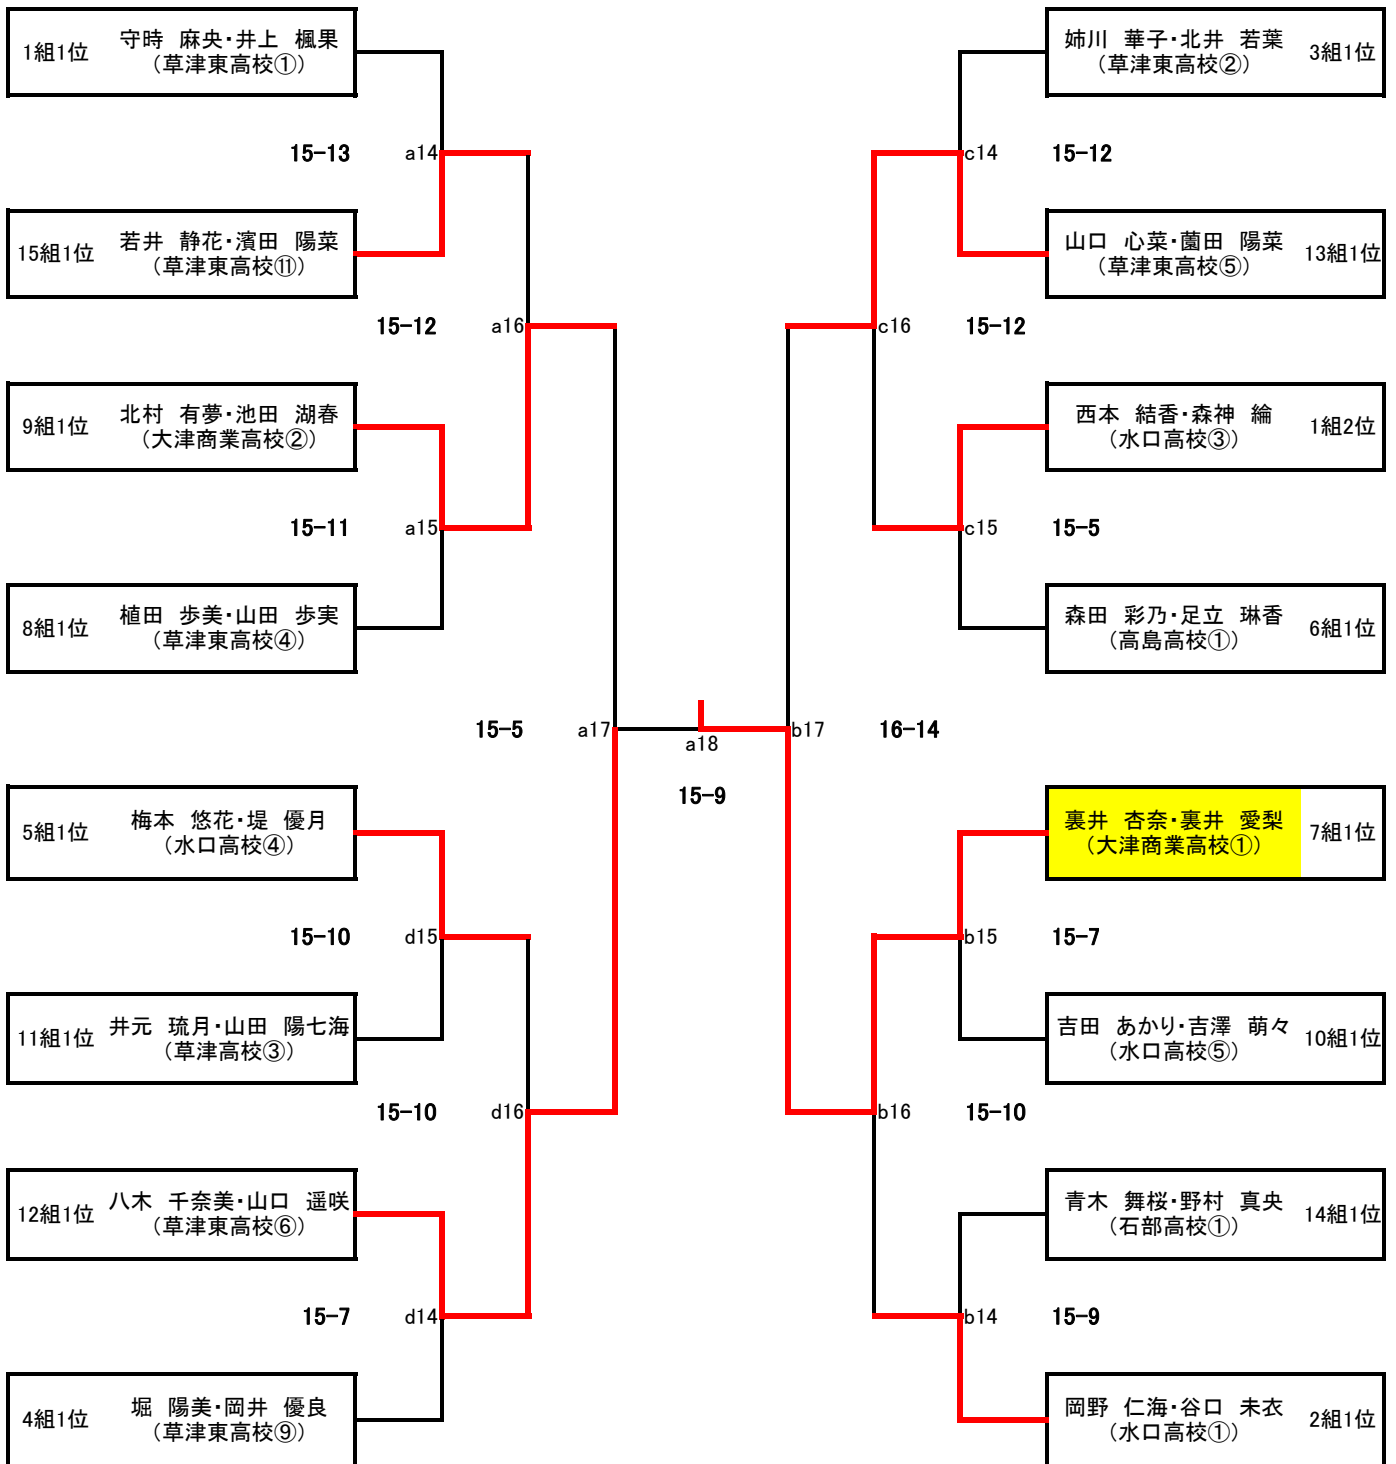 1組1位 守時 麻央・井上 楓果
(草津東高校①)
15-13 a14
15組1位 若井 静花・濱田 陽菜
(草津東高校⑪)
15-12 a16
9組1位 北村 有夢・池田 湖春
(大津商業高校②)
15-11 a15
8組1位 植田 歩美・山田 歩実
(草津東高校④)
15-5 a17
5組1位 梅本 悠花・堤 優月
(水口高校④)
15-10 d15
11組1位 井元 琉月・山田 陽七海
(草津高校③)
15-10 d16
12組1位 八木 千奈美・山口 遥咲
(草津東高校⑥)
15-7 d14
4組1位 堀 陽美・岡井 優良
(草津東高校⑨)
a18
15-9
姉川 華子・北井 若葉 3組1位
(草津東高校②)
c14 15-12
山口 心菜・薗田 陽菜 13組1位
(草津東高校⑤)
c16 15-12
西本 結香・森神 綸 1組2位
(水口高校③)
c15 15-5
森田 彩乃・足立 琳香 6組1位
(高島高校①)
b17 16-14
裏井 杏奈・裏井 愛梨 7組1位
(大津商業高校①)
b15 15-7
吉田 あかり・吉澤 萌々 10組1位
(水口高校⑤)
b16 15-10
青木 舞桜・野村 真央 14組1位
(石部高校①)
b14 15-9
岡野 仁海・谷口 未衣 2組1位
(水口高校①)